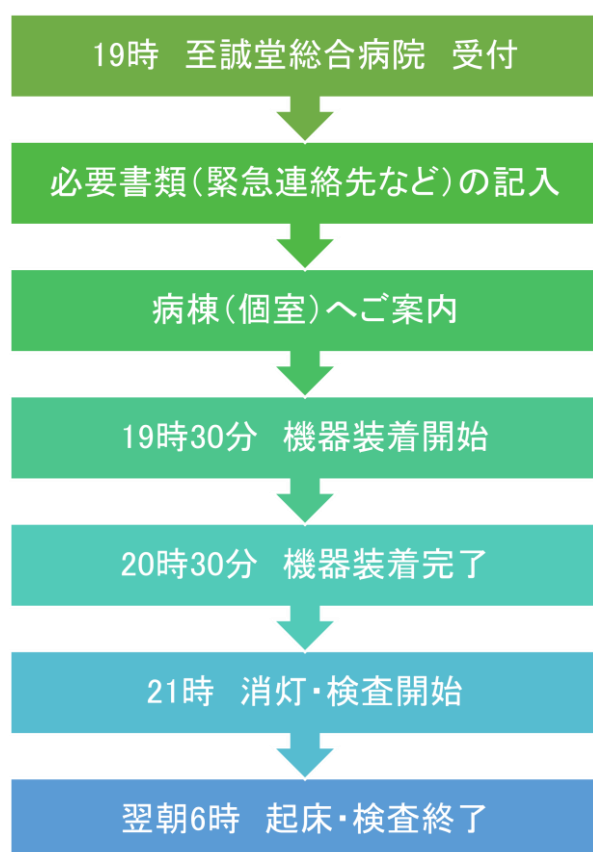 19時　至誠堂総合病院　受付
必要書類（緊急連絡先など）の記入
病棟（個室）へご案内
19時30分　機器装着開始
20時30分　機器装着完了
21時　消灯・検査開始
翌朝6時　起床・検査終了